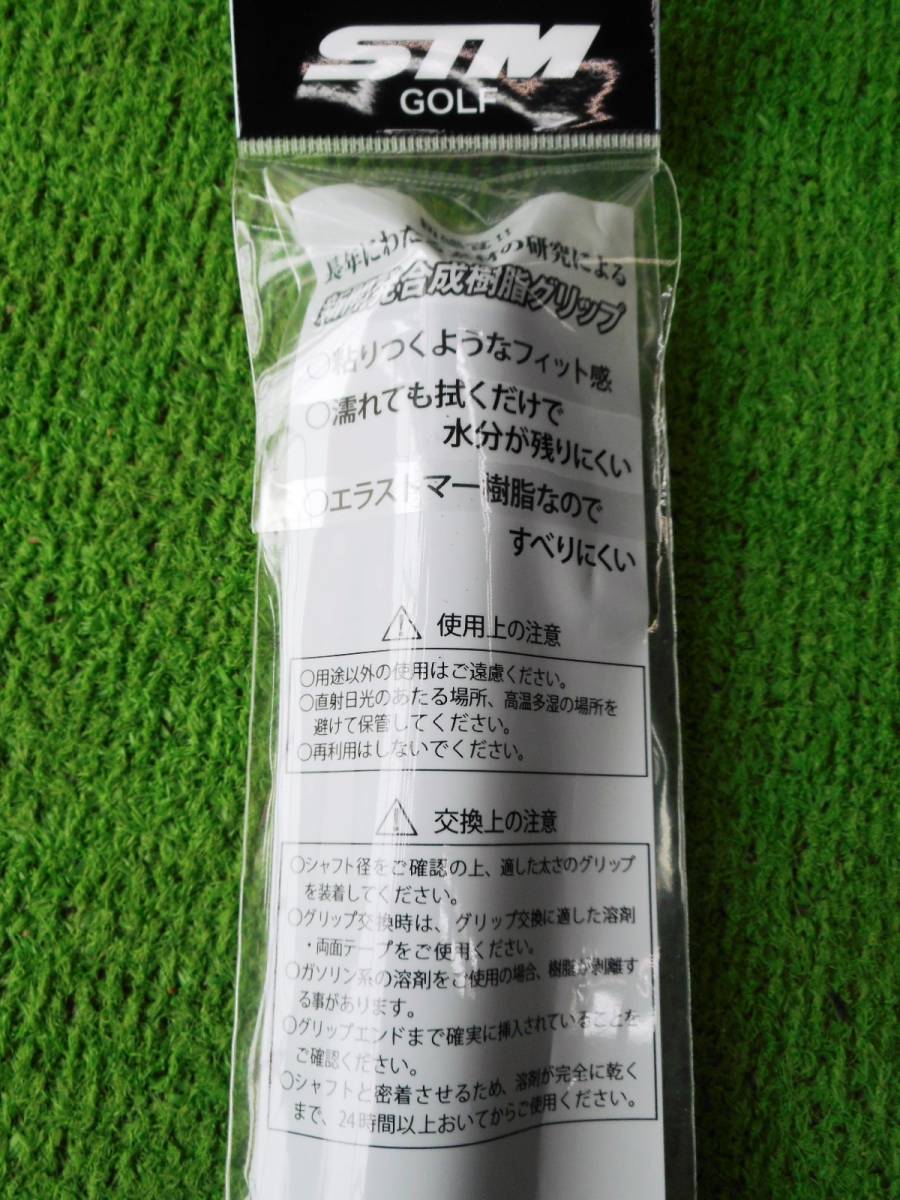 STM
GOLF
長年にわた の研究による
合成樹脂グリップ
○粘りつくようなフィット感
○濡れても拭くだけで
水分が残りにくい
○エラストマー樹脂なので
すべりにくい
使用上の注意
○用途以外の使用はご遠慮ください。
○直射日光のあたる場所、高温多湿の場所を
避けて保管してください。
○再利用はしないでください。
交換上の注意
○シャフト径をご確認の上、適した太さのグリップ
を装着してください。
○グリップ交換時は、グリップ交換に適した溶剤
・両面テープをご使用ください。
○ガソリン系の溶剤をご使用の場合、樹脂が剥離す
る事があります。
○グリップエンドまで確実に挿入されていることを
ご確認ください。
○シャフトと密着させるため、溶剤が完全に乾く
まで、24時間以上おいてからご使用ください。